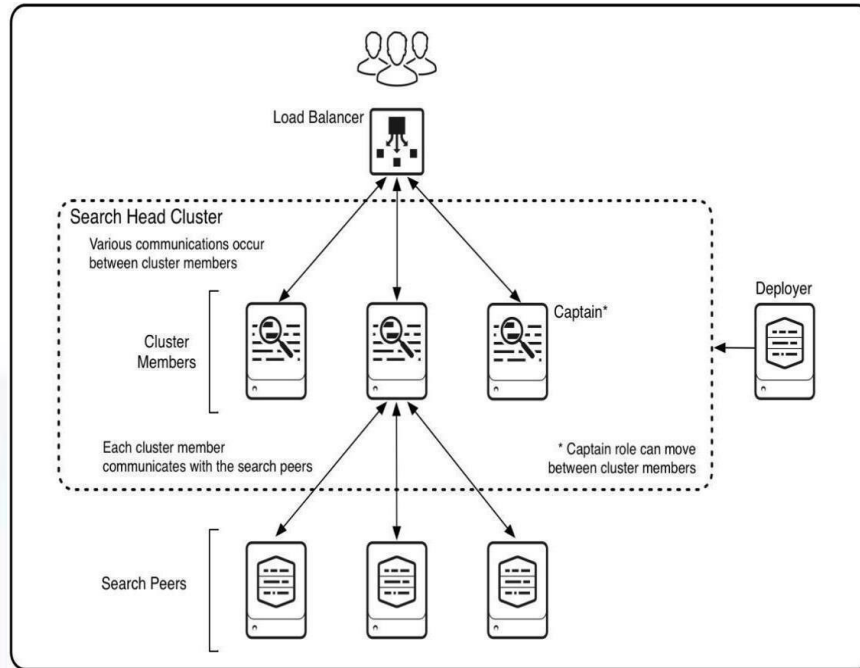 Load Balancer
Search Head Cluster
Various communications occur
between cluster members
Deployer
Captain*
Cluster
Members
Each cluster member
communicates with the search peers
* Captain role can move
between cluster members
Search Peers